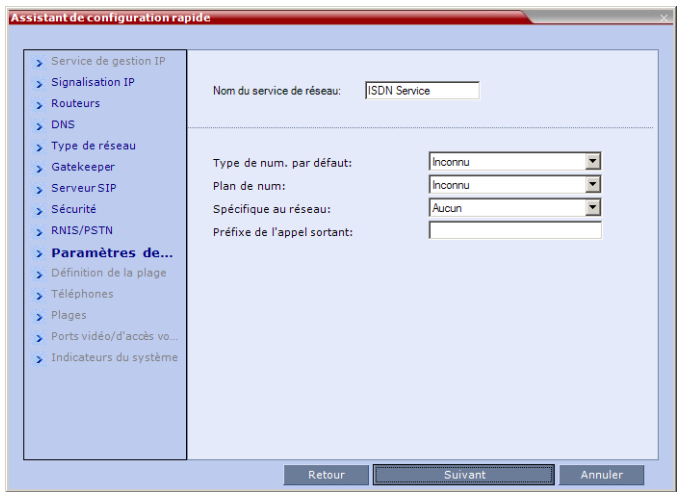 Assistant de configuration rapide
Service de gestion IP
Signalisation IP
Routeurs
DNS
Type de réseau
Gatekeeper
Serveur SIP
Sécurité
RNIS/PSTN
Paramètres de...
Définition de la plage
Téléphones
Plages
Ports vidéo/d'accès vo...
Indicateurs du système
Nom du service de réseau: ISDN Service
Type de num. par défaut: Inconnu
Plan de num: Inconnu
Spécifique au réseau: Aucun
Préfixe de l'appel sortant:
Retour Suivant Annuler